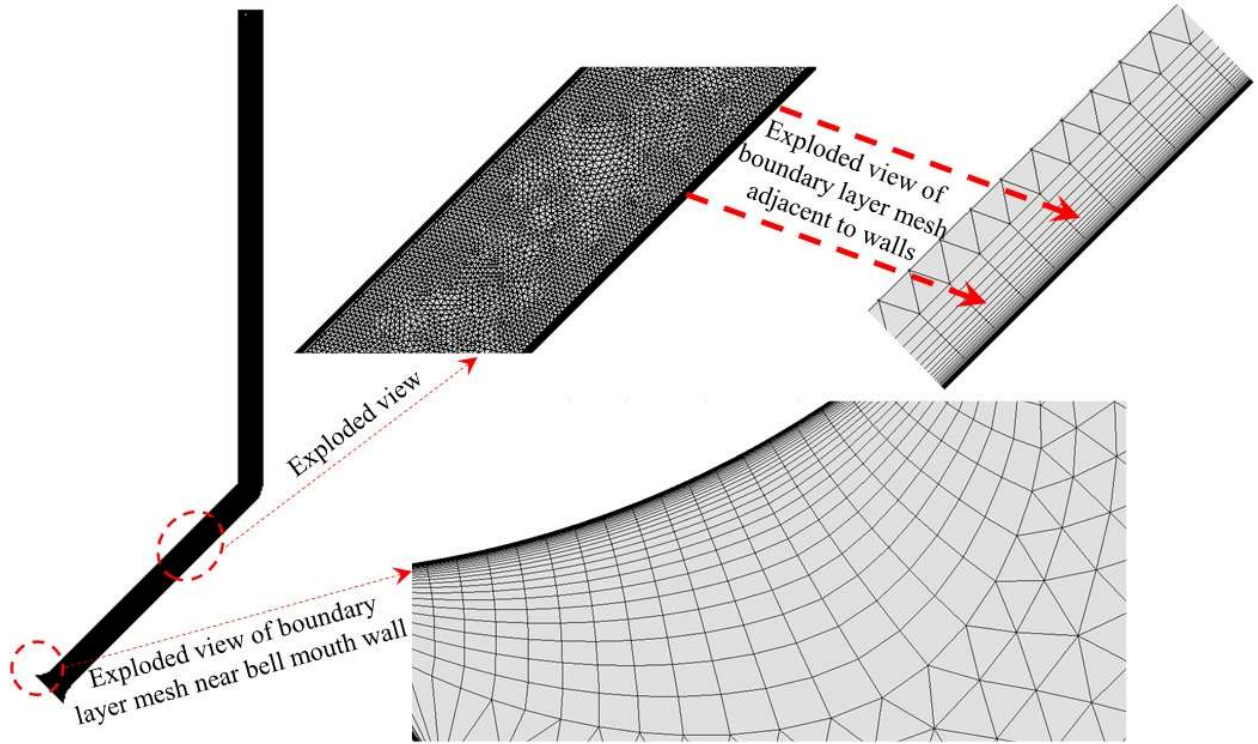 Exploded view of
boundary layer mesh
adjacent to walls
Exploded view
Exploded view of boundary
layer mesh near bell mouth wall